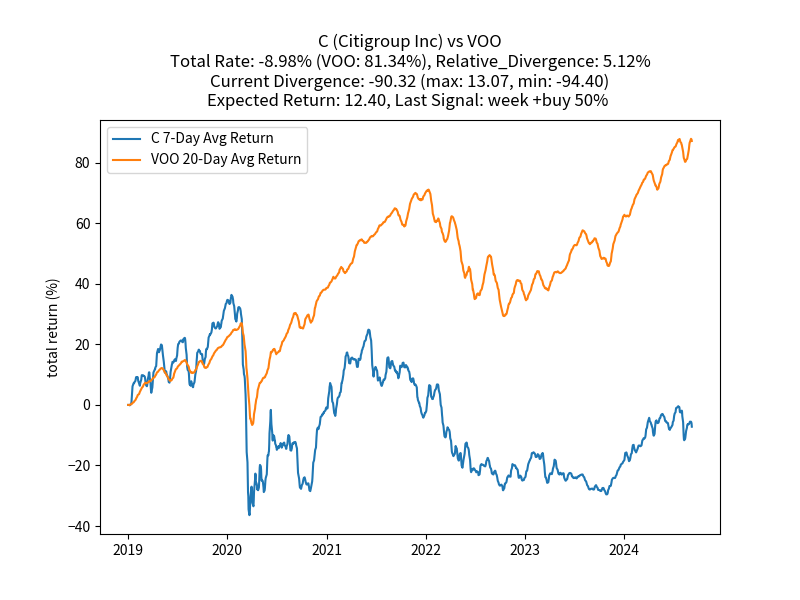 C (Citigroup Inc) vs VOO
Total Rate: -8.98% (VOO: 81.34%), Relative_Divergence: 5.12%
Current Divergence: -90.32 (max: 13.07, min: -94.40)
Expected Return: 12.40, Last Signal: week +buy 50%
C 7-Day Avg Return
VOO 20-Day Avg Return
total return (%)
80
60
40
20
0
−20
−40
2019 2020 2021 2022 2023 2024